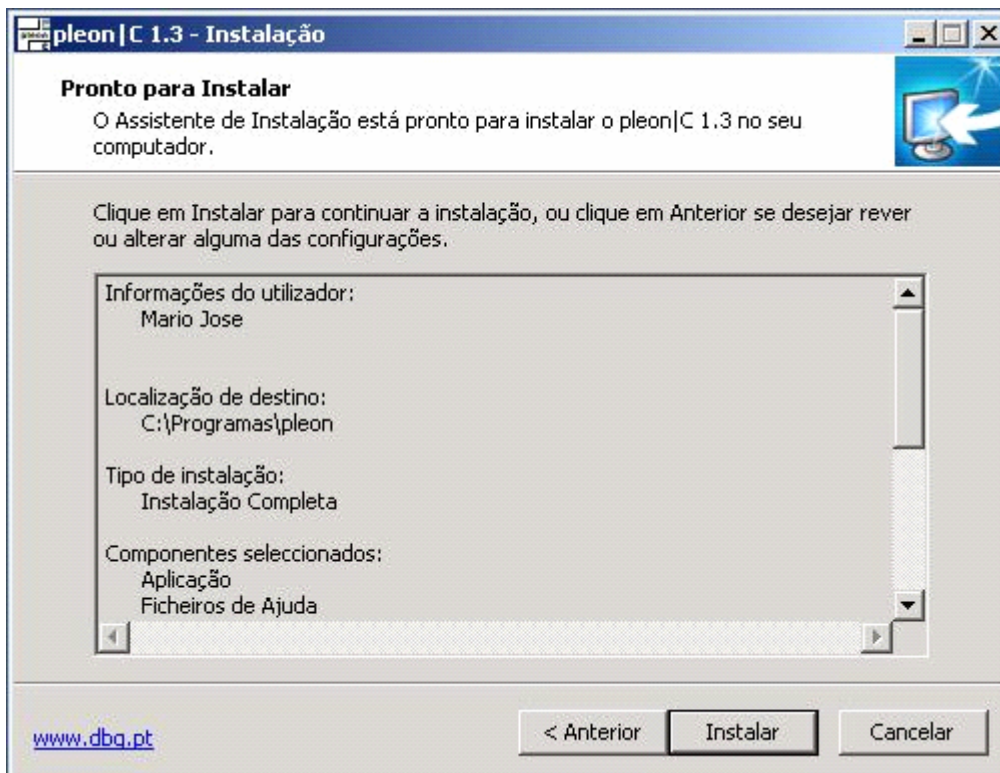 pleon|C 1.3 - Instalação
Pronto para Instalar
O Assistente de Instalação está pronto para instalar o pleon|C 1.3 no seu
computador.
Clique em Instalar para continuar a instalação, ou clique em Anterior se desejar rever
ou alterar alguma das configurações.
Informações do utilizador:
Mario Jose
Localização de destino:
C:\Programas\pleon
Tipo de instalação:
Instalação Completa
Componentes seleccionados:
Aplicação
Ficheiros de Ajuda
www.dbq.pt
< Anterior
Instalar
Cancelar